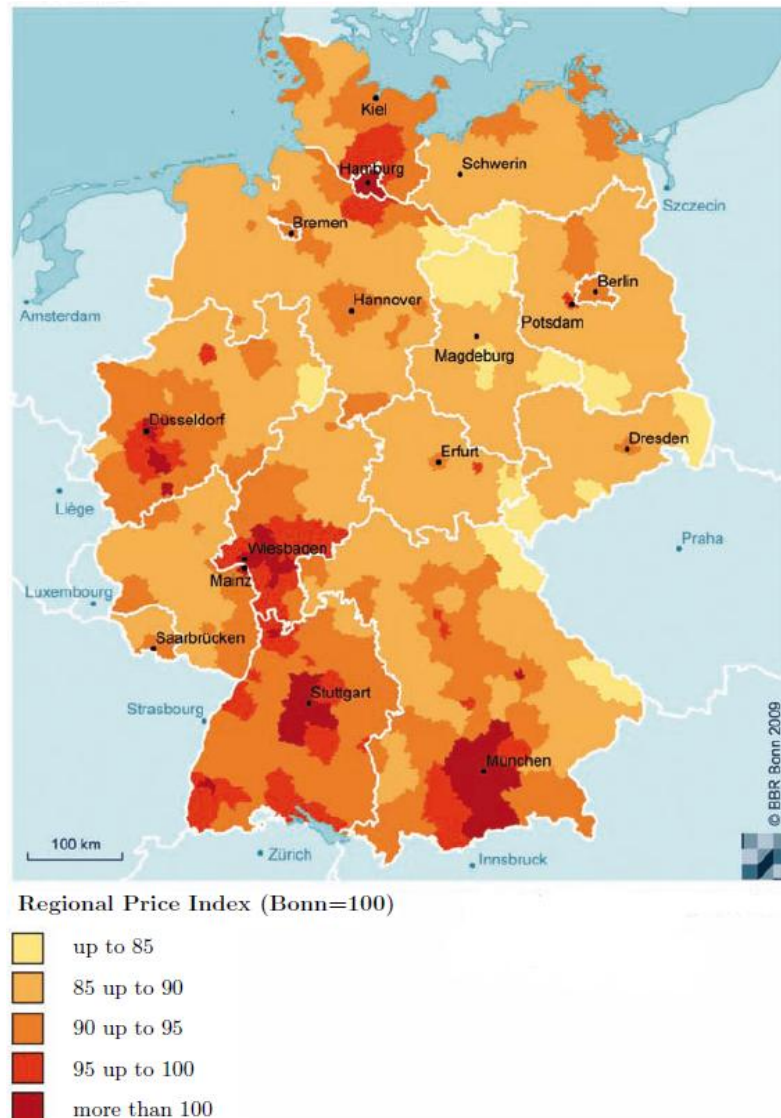 Kiel
Hamburg
Schwerin
Szczecin
Bremen
Berlin
Hannover
Amsterdam
Potsdam
Magdeburg
Düsseldorf
Dresden
Erfurt
Liège
Praha
Wiesbaden
Mainz
Luxembourg
Saarbrücken
Stuttgart
Strasbourg
München
© BBR Bonn 2009
100 km
Zürich
Innsbruck
Regional Price Index (Bonn=100)
up to 85
85 up to 90
90 up to 95
95 up to 100
more than 100